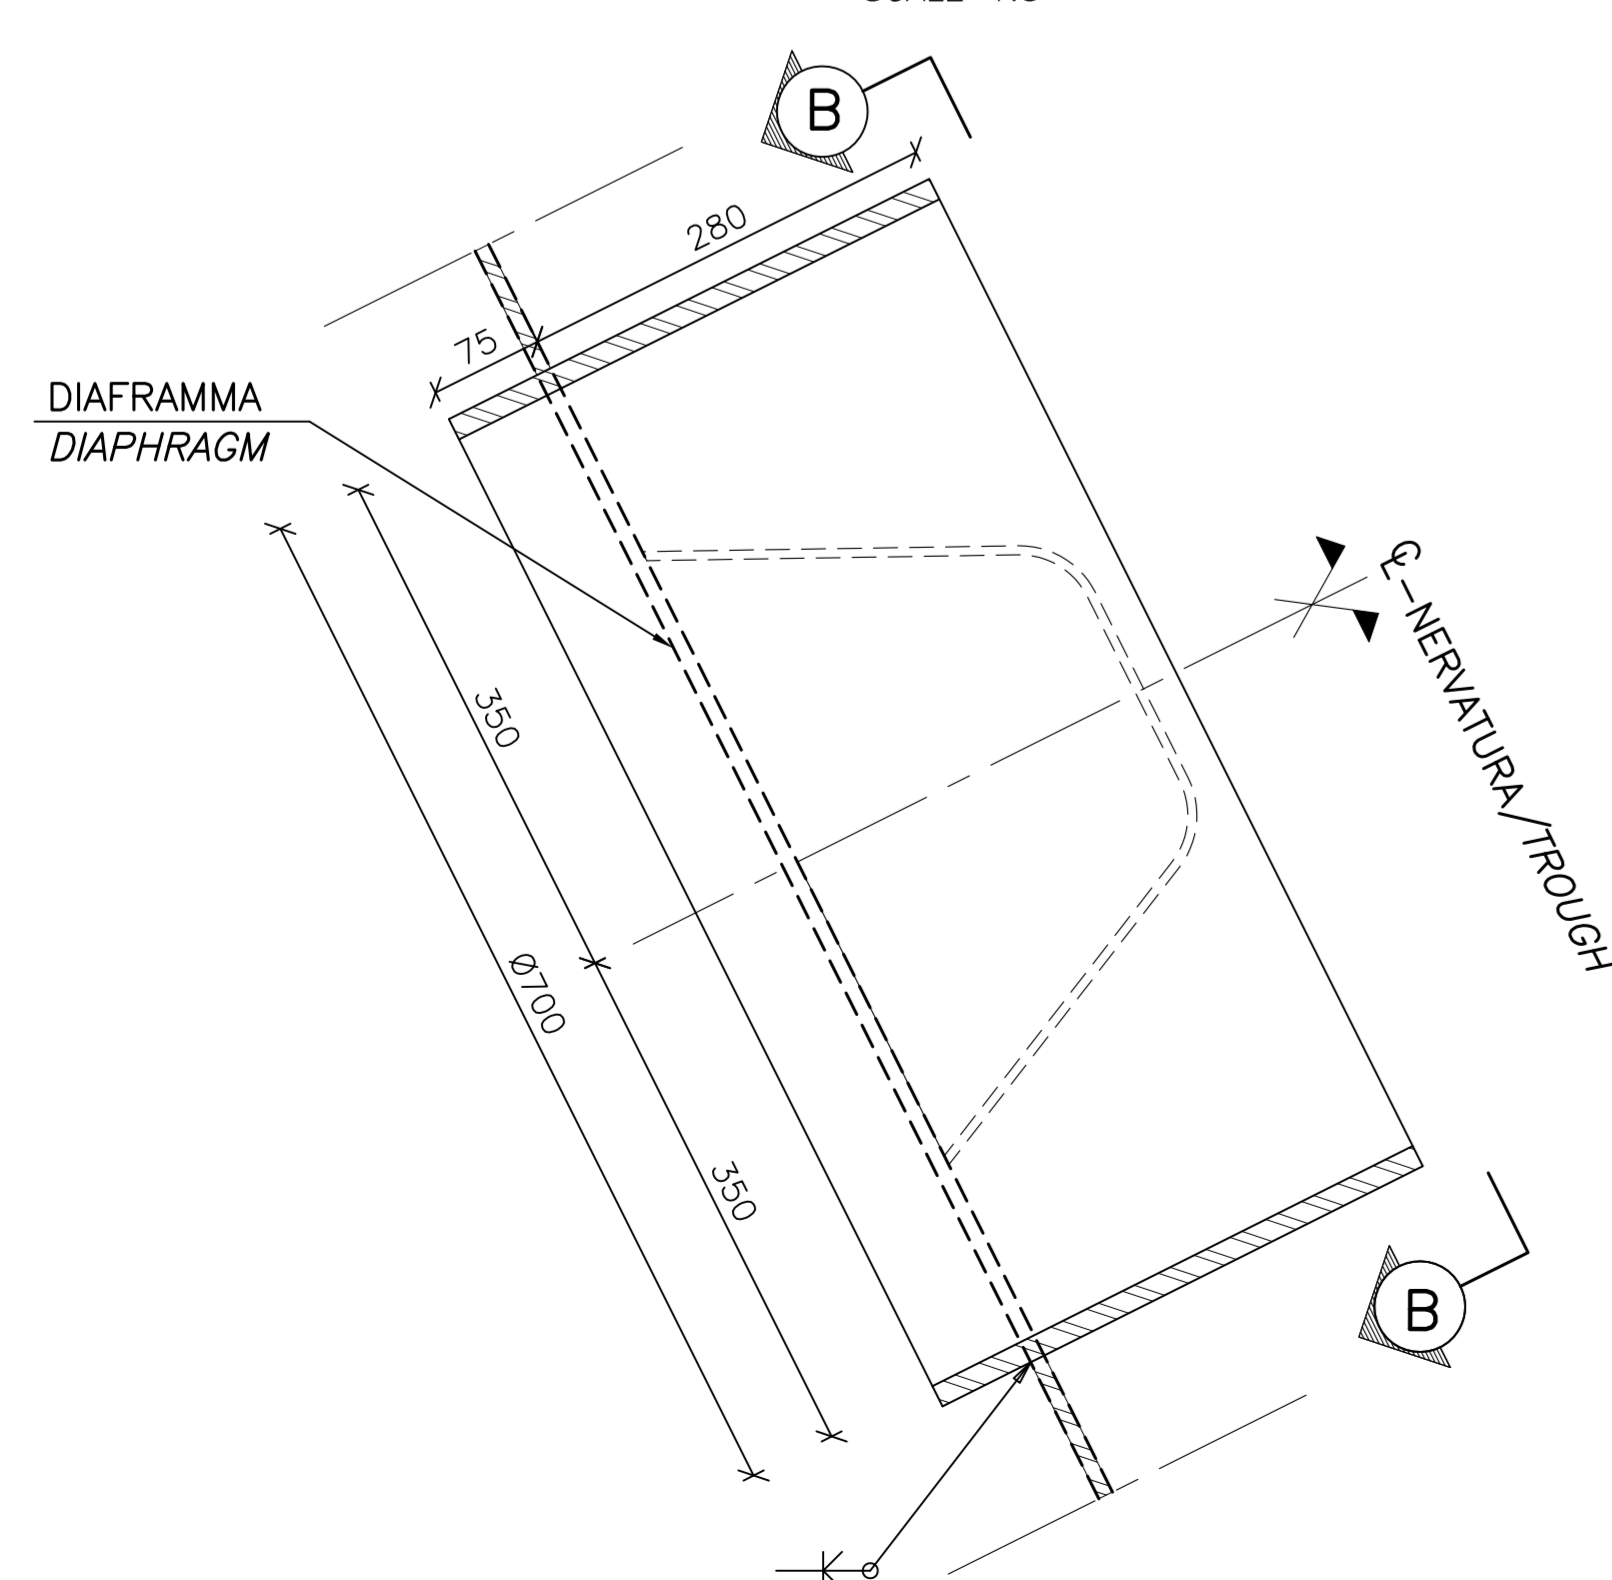 B
280
75
DIAFRAMMA
DIAPHRAGM
350
℄-NERVATURA/TROUGH
Ø700
350
B